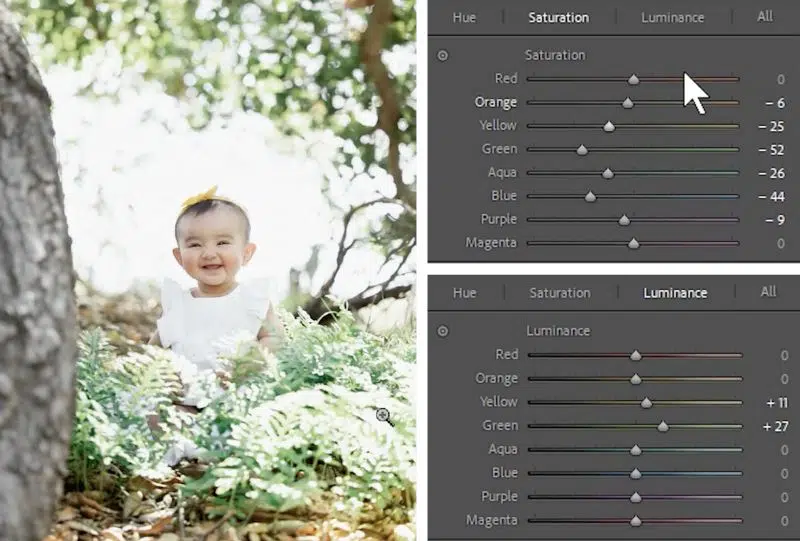 Hue Saturation Luminance All
Saturation
Red 0
Orange – 6
Yellow – 25
Green – 52
Aqua – 26
Blue – 44
Purple – 9
Magenta 0
Hue Saturation Luminance All
Luminance
Red 0
Orange 0
Yellow + 11
Green + 27
Aqua 0
Blue 0
Purple 0
Magenta 0